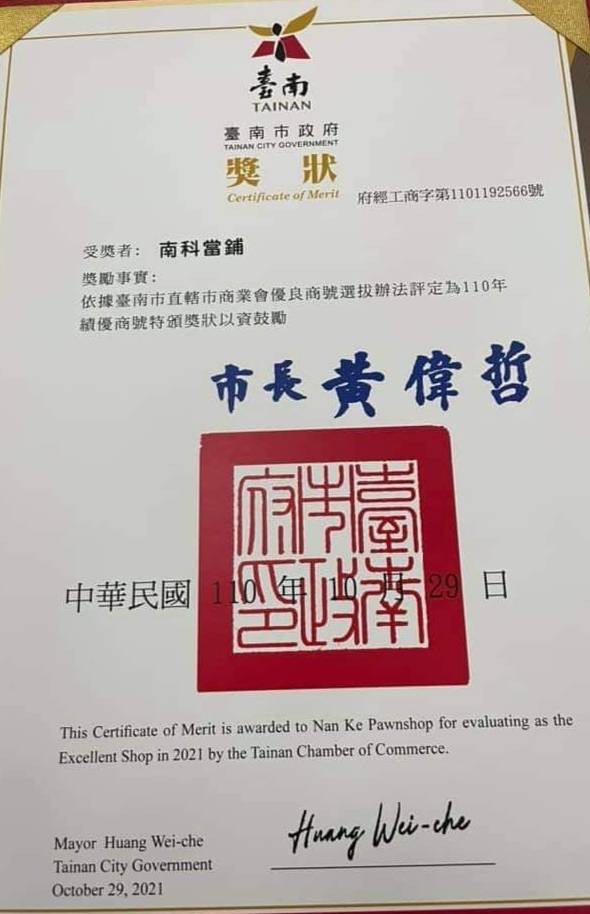 臺南
TAINAN
臺南市政府
TAINAN CITY GOVERNMENT
獎狀
Certificate of Merit
府經工商字第1101192566號
受獎者：南科當鋪
獎勵事實：
依據臺南市直轄市商業會優良商號選拔辦法評定為110年
績優商號特頒獎狀以資鼓勵
市長 黃偉哲
臺南市政府印
中華民國 110 年 10 月 29 日
This Certificate of Merit is awarded to Nan Ke Pawnshop for evaluating as the
Excellent Shop in 2021 by the Tainan Chamber of Commerce.
Huang Wei-che
Mayor Huang Wei-che
Tainan City Government
October 29, 2021